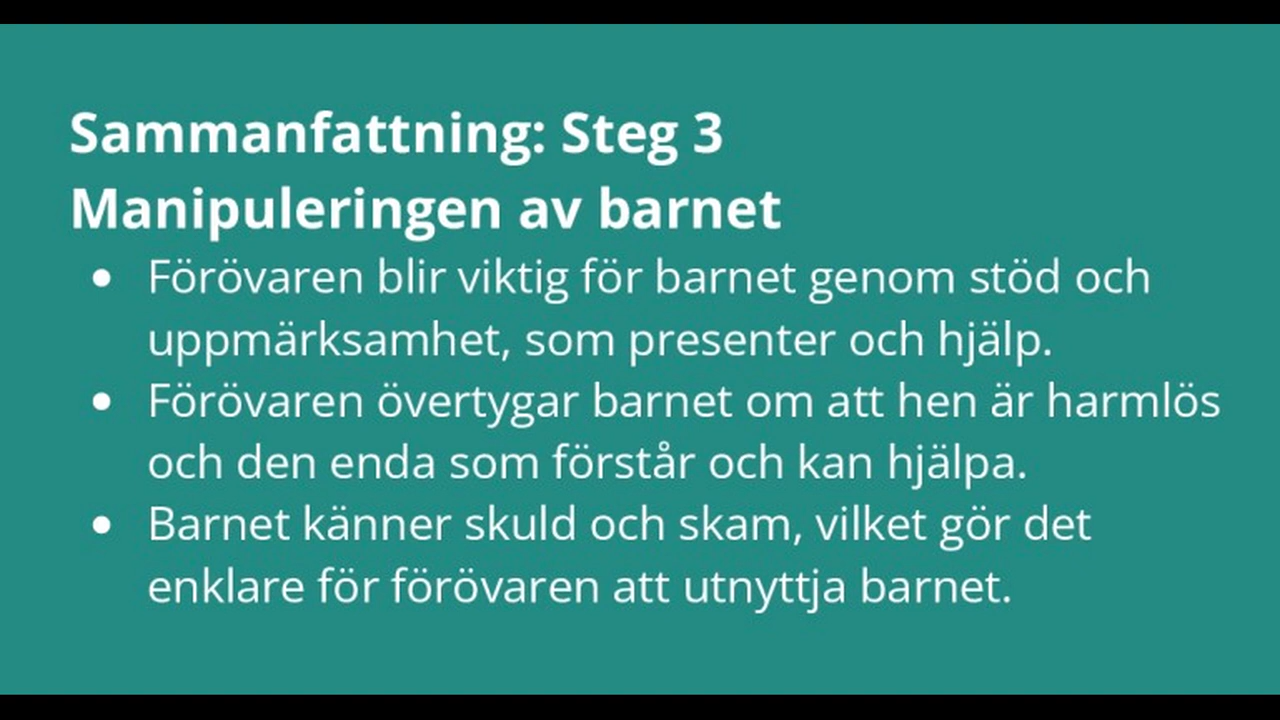 Sammanfattning: Steg 3
Manipuleringen av barnet
• Förövaren blir viktig för barnet genom stöd och
uppmärksamhet, som presenter och hjälp.
• Förövaren övertygar barnet om att hen är harmlös
och den enda som förstår och kan hjälpa.
• Barnet känner skuld och skam, vilket gör det
enklare för förövaren att utnyttja barnet.